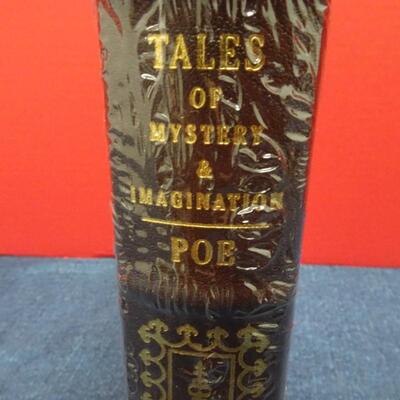 TALES
OF
MYSTERY
&
IMAGINATION
POE